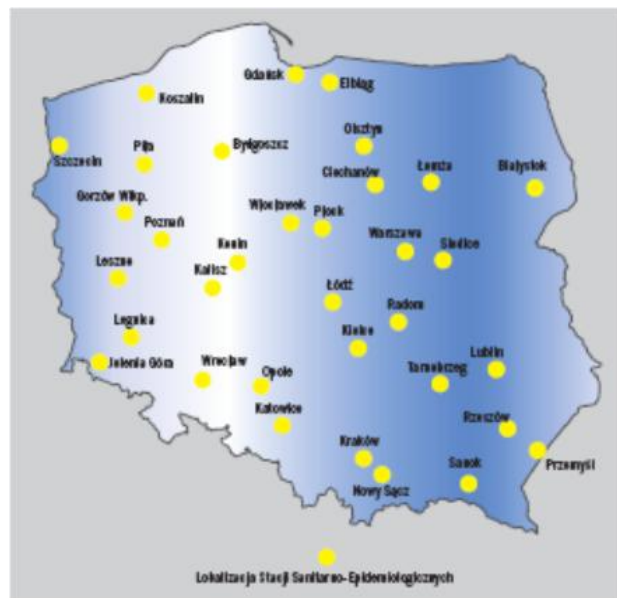 Gdańsk
Elbląg
Koszalin
Olsztyn
Bydgoszcz
Szczecin
Piła
Ciechanów
Łomża
Białystok
Gorzów Wlkp.
Włocławek
Płock
Poznań
Warszawa
Siedlce
Konin
Leszno
Kalisz
Łódź
Radom
Legnica
Kielce
Jelenia Góra
Wrocław
Opole
Lublin
Tarnobrzeg
Katowice
Rzeszów
Kraków
Przemyśl
Sanok
Nowy Sącz
Lokalizacja Stacji Sanitarno-Epidemiologicznych